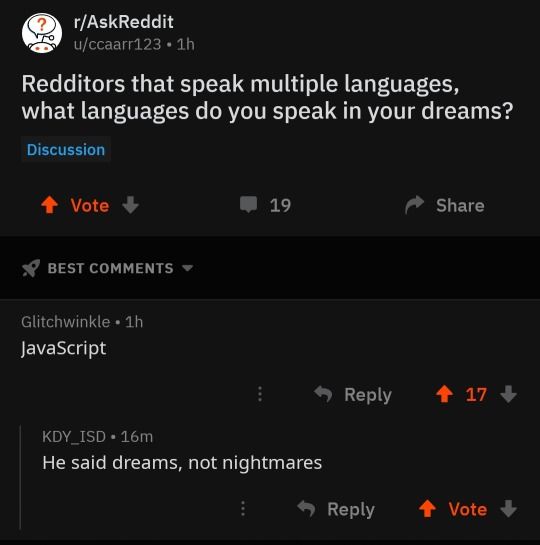 r/AskReddit
u/ccaarr123 • 1h
Redditors that speak multiple languages,
what languages do you speak in your dreams?
Discussion
Vote 19 Share
BEST COMMENTS
Glitchwinkle • 1h
JavaScript
Reply 17
KDY_ISD • 16m
He said dreams, not nightmares
Reply Vote